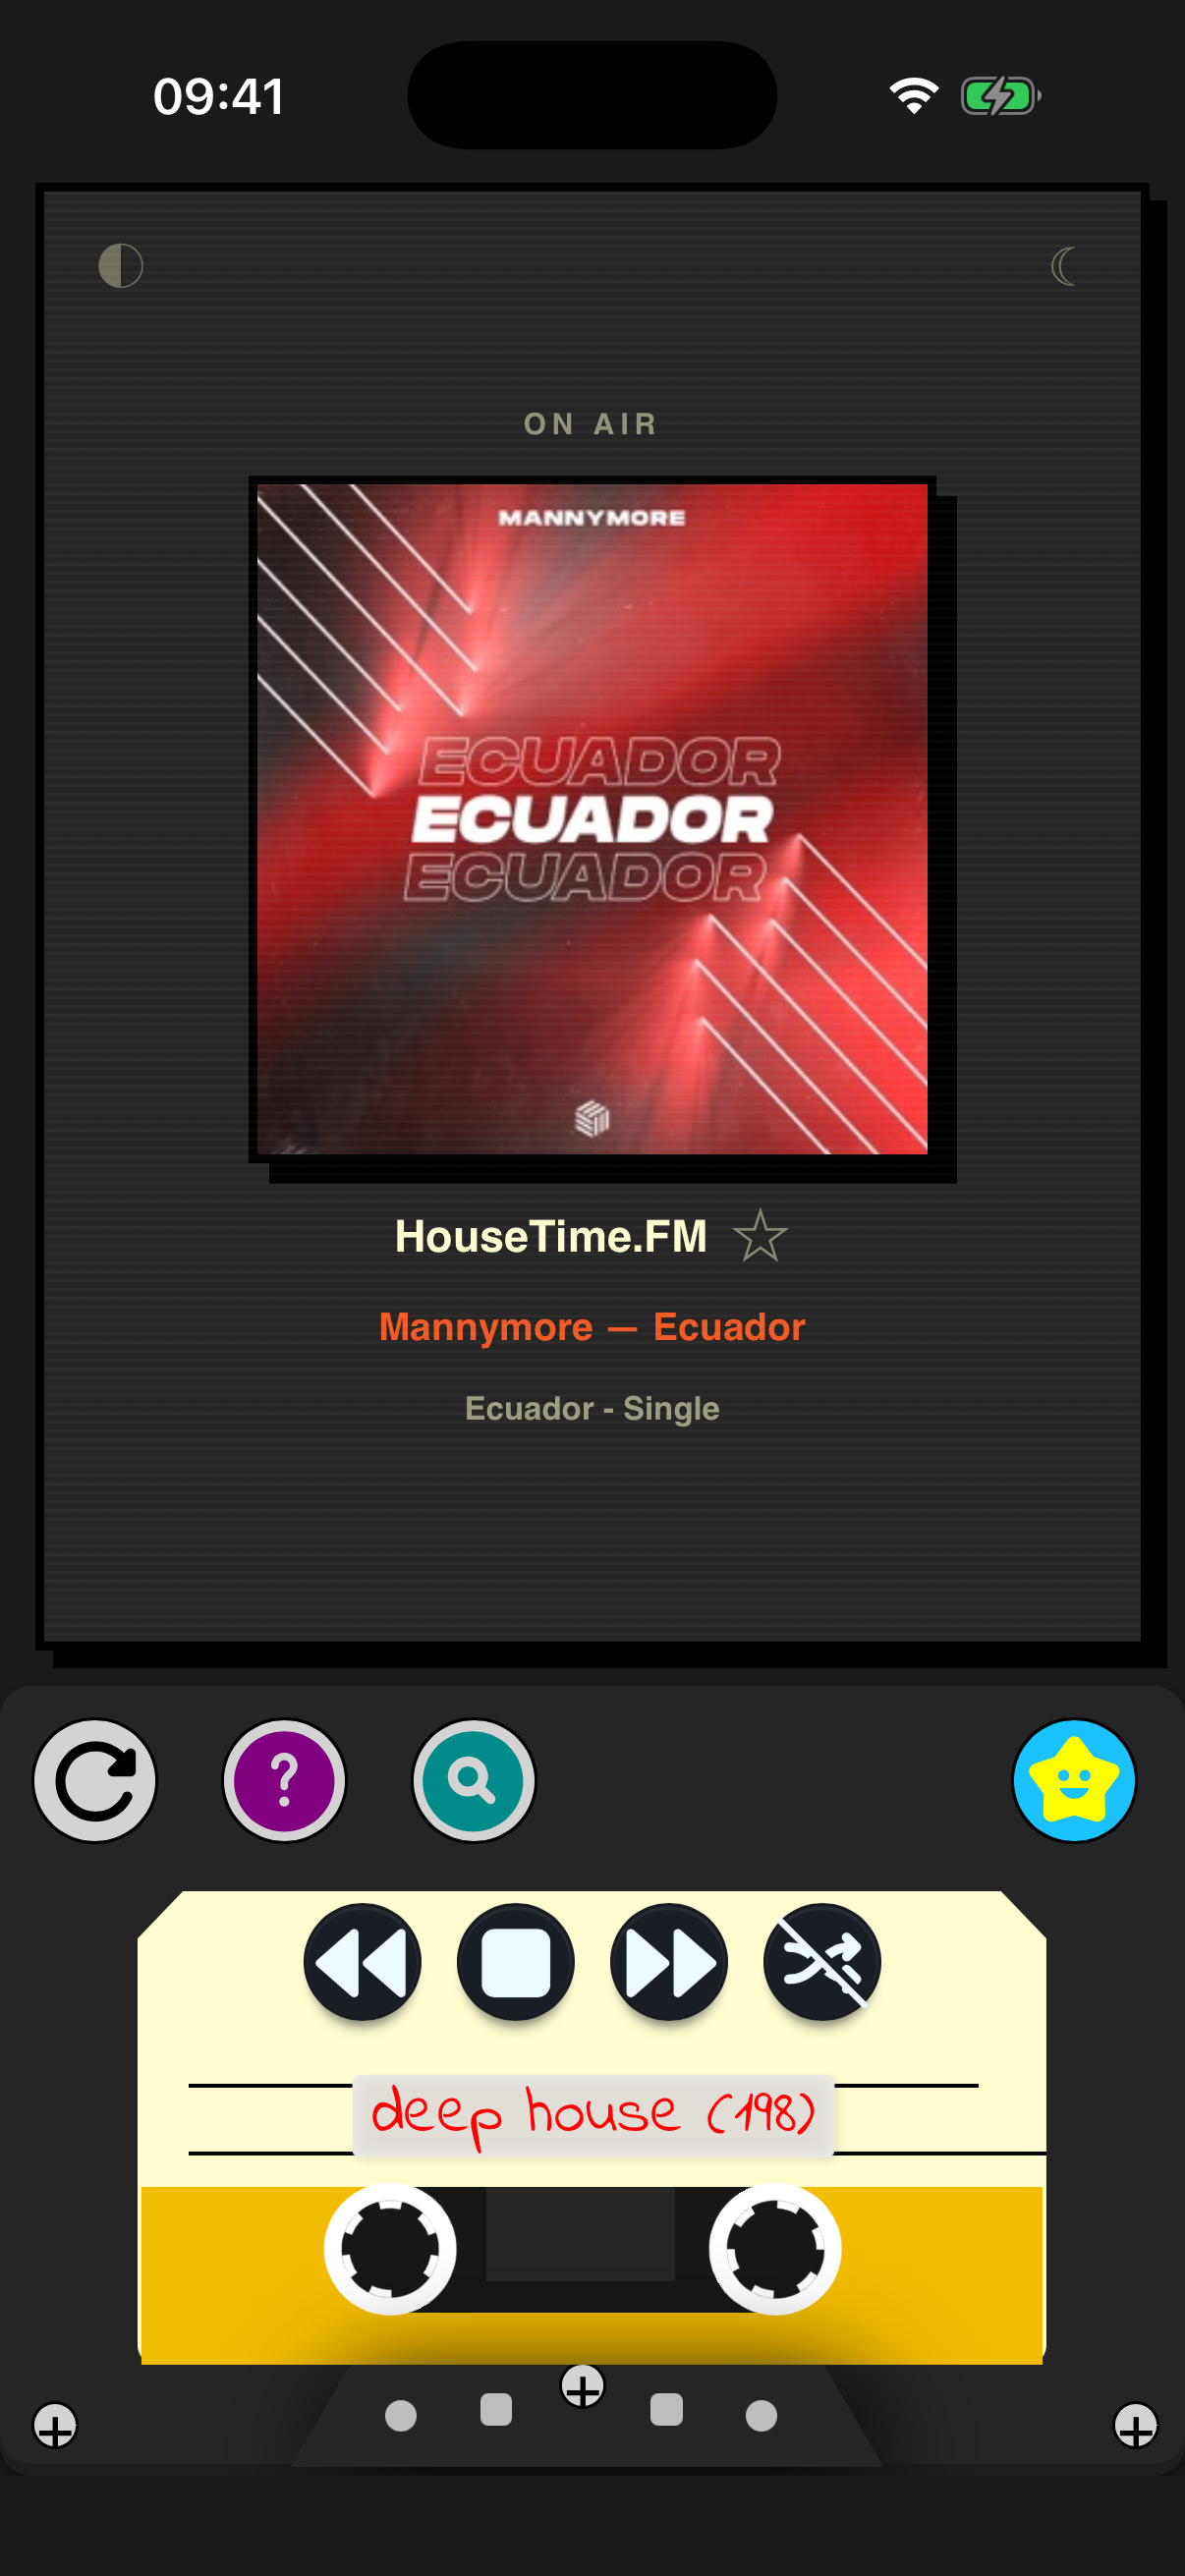 09:41
ON AIR
MANNYMORE
ECUADOR
ECUADOR
ECUADOR
HouseTime.FM
Mannymore — Ecuador
Ecuador - Single
?
deep house (198)